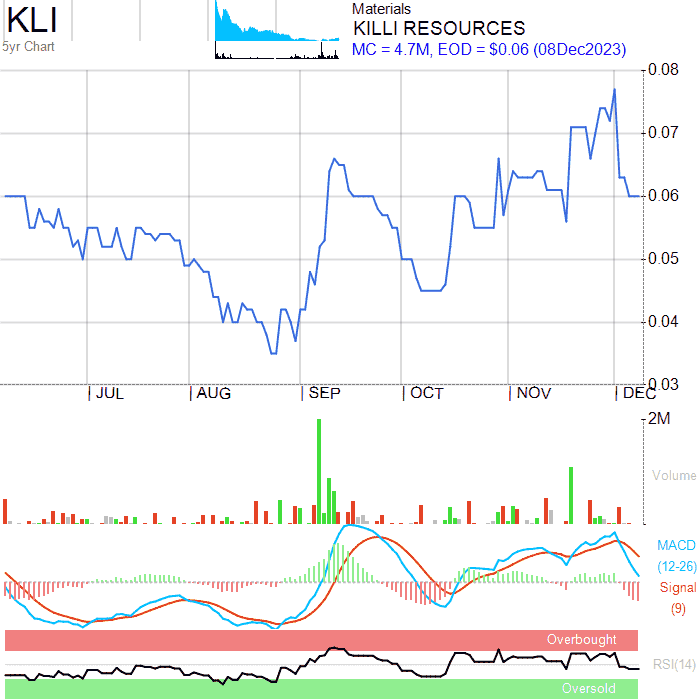 KLI
5yr Chart
Materials
KILLI RESOURCES
MC = 4.7M, EOD = $0.06 (08Dec2023)
0.08
0.07
0.06
0.05
0.04
0.03
JUL AUG SEP OCT NOV DEC
2M
Volume
MACD
(12-26)
Signal
(9)
Overbought
RSI(14)
Oversold